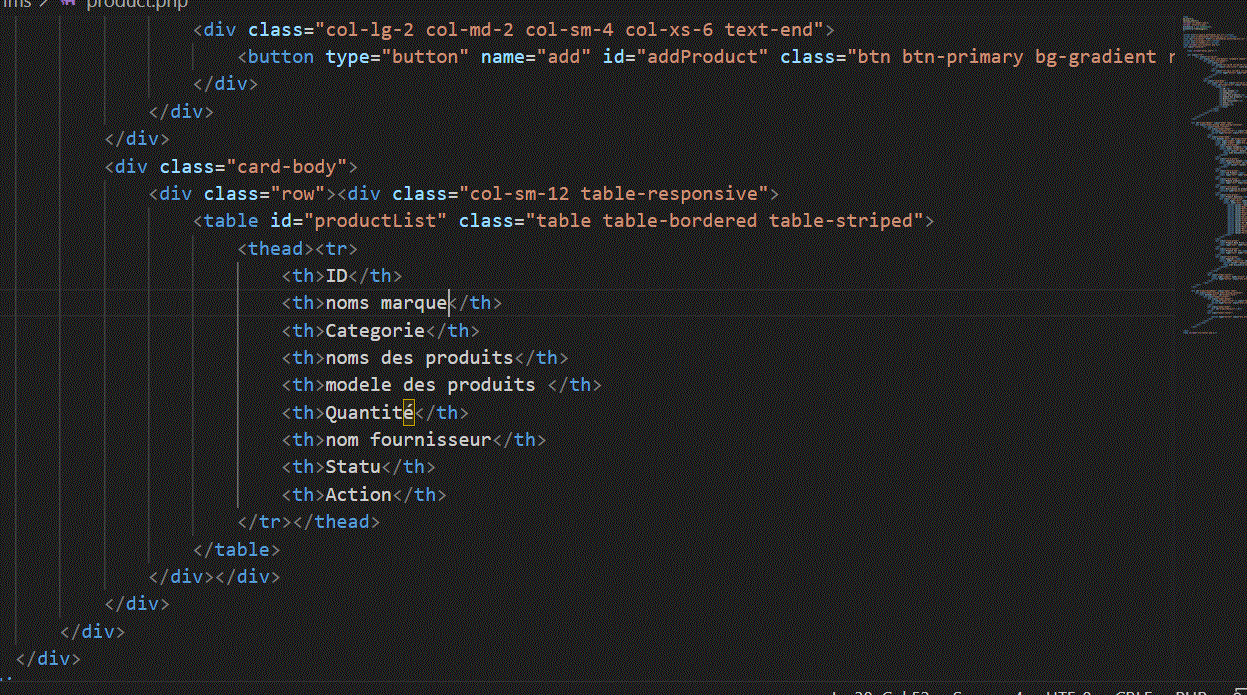 product.php
<div class="col-lg-2 col-md-2 col-sm-4 col-xs-6 text-end">
<button type="button" name="add" id="addProduct" class="btn btn-primary bg-gradient r
</div>
</div>
</div>
<div class="card-body">
<div class="row"><div class="col-sm-12 table-responsive">
<table id="productList" class="table table-bordered table-striped">
<thead><tr>
<th>ID</th>
<th>noms marque</th>
<th>Categorie</th>
<th>noms des produits</th>
<th>modele des produits </th>
<th>Quantité</th>
<th>nom fournisseur</th>
<th>Statu</th>
<th>Action</th>
</tr></thead>
</table>
</div></div>
</div>
</div>
</div>